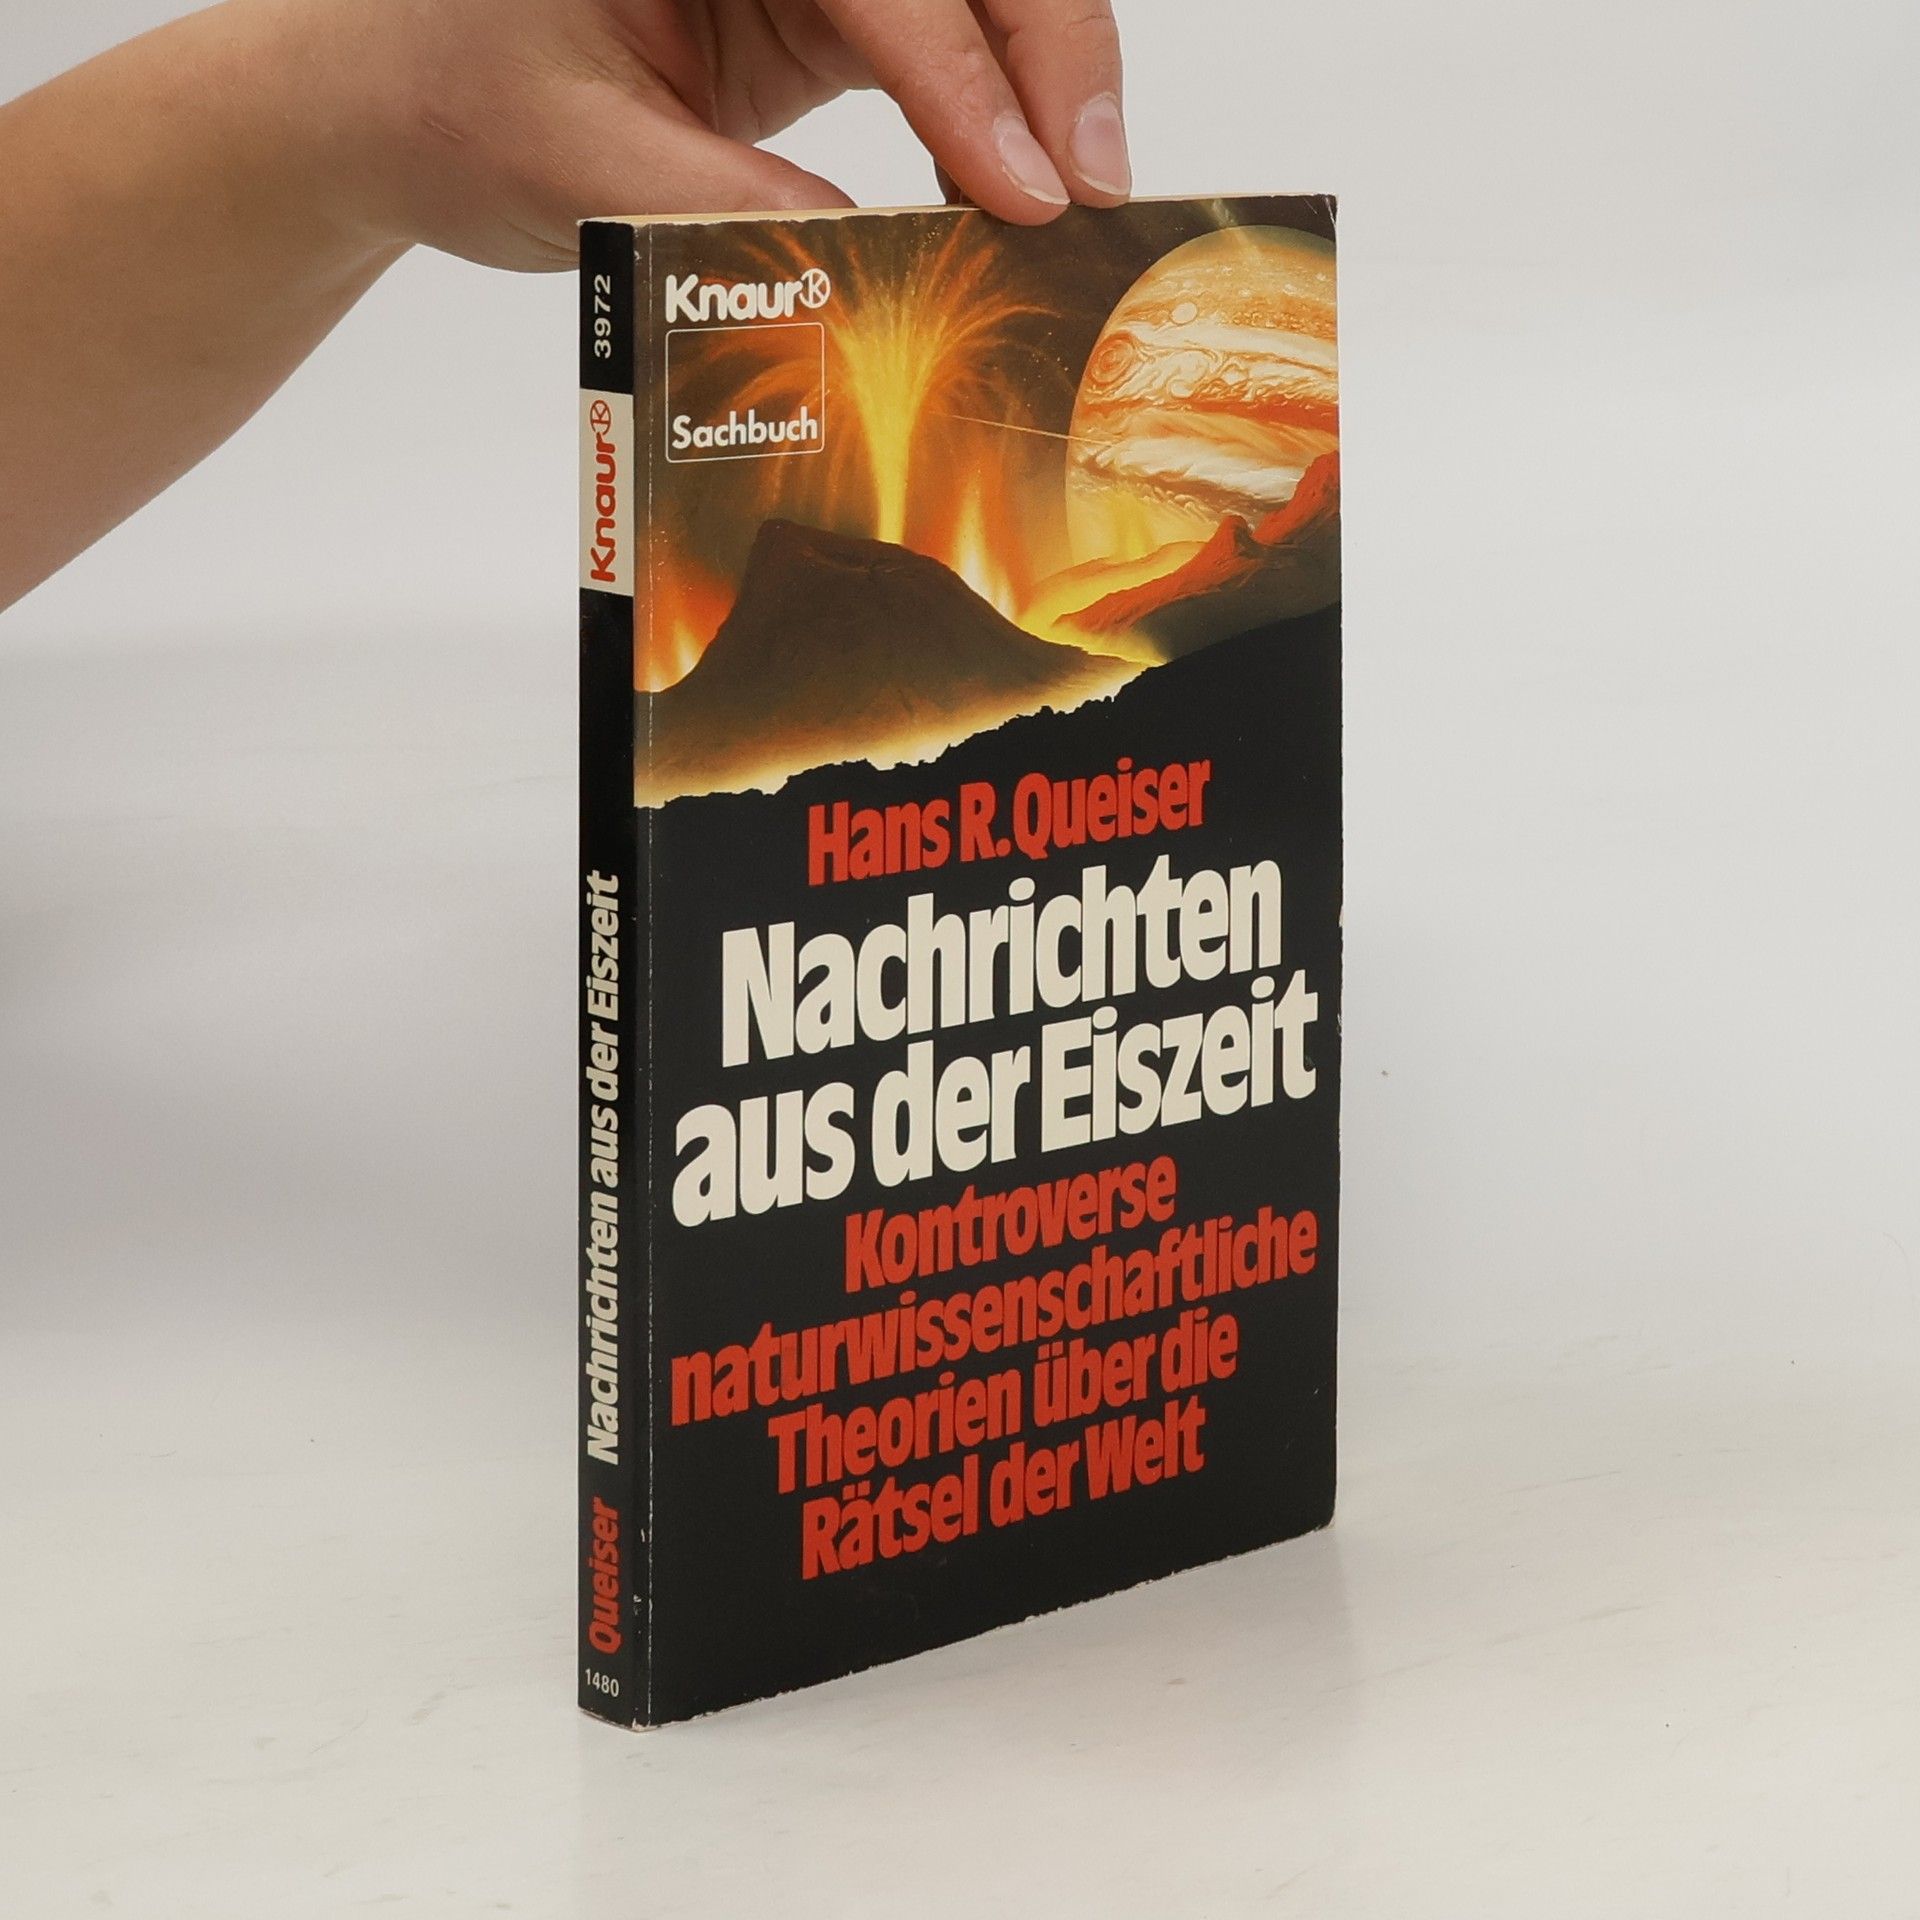 3972
Knaur
Nachrichten aus der Eiszeit
Queiser
1480
Knaur
Sachbuch
Hans R. Queiser
Nachrichten
aus der Eiszeit
Kontroverse
naturwissenschaftliche
Theorien über die
Rätsel der Welt